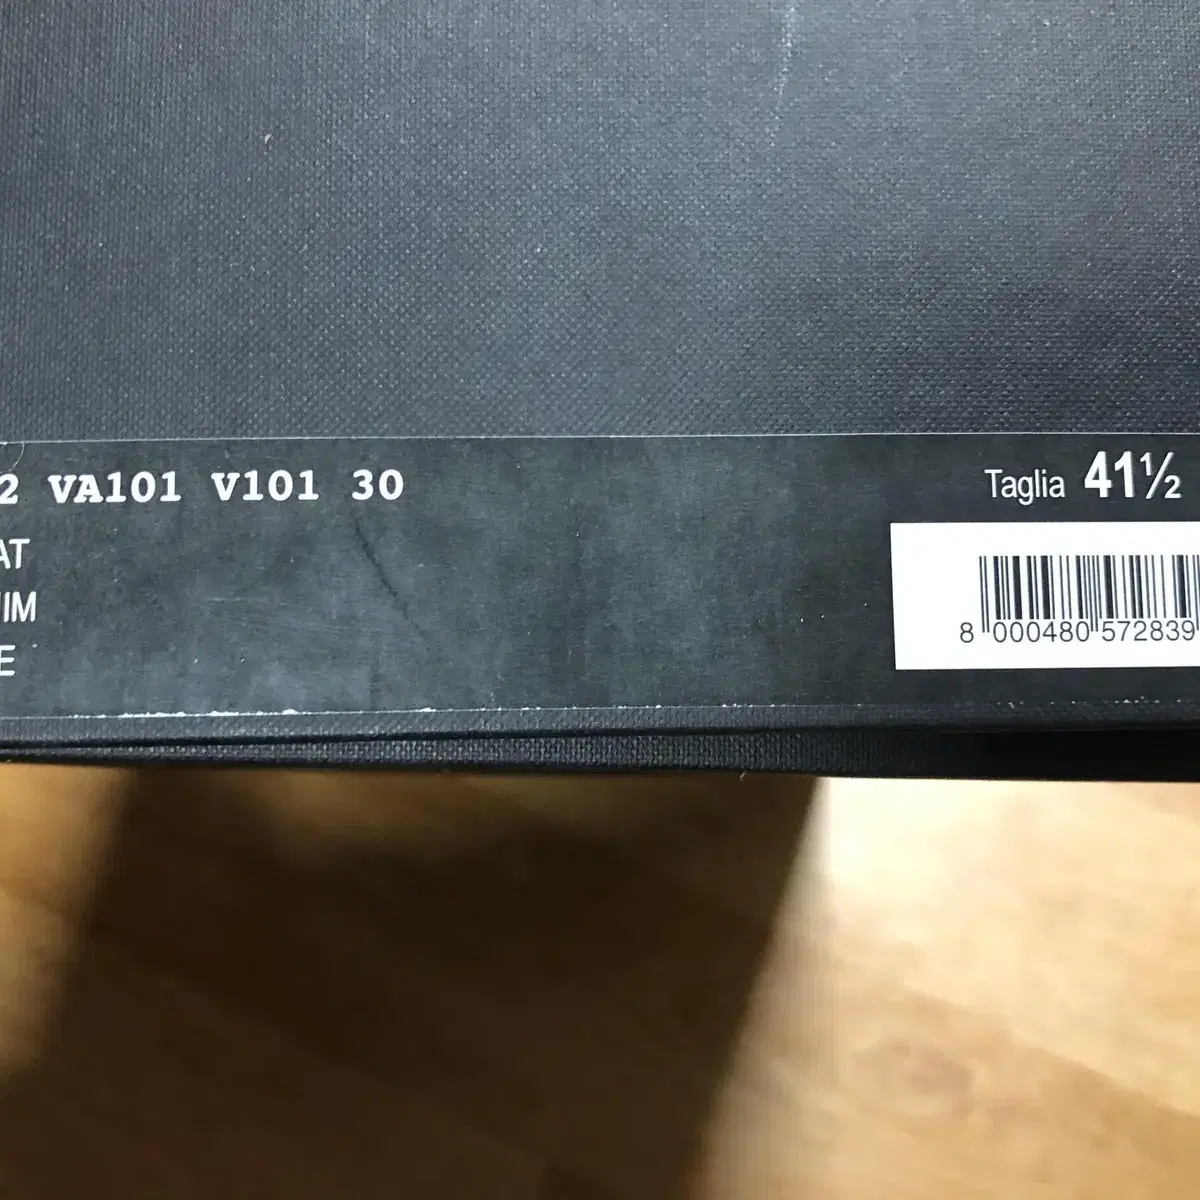 2 VA101 V101 30
Taglia 41½
AT
IM
E
8 000480 572839